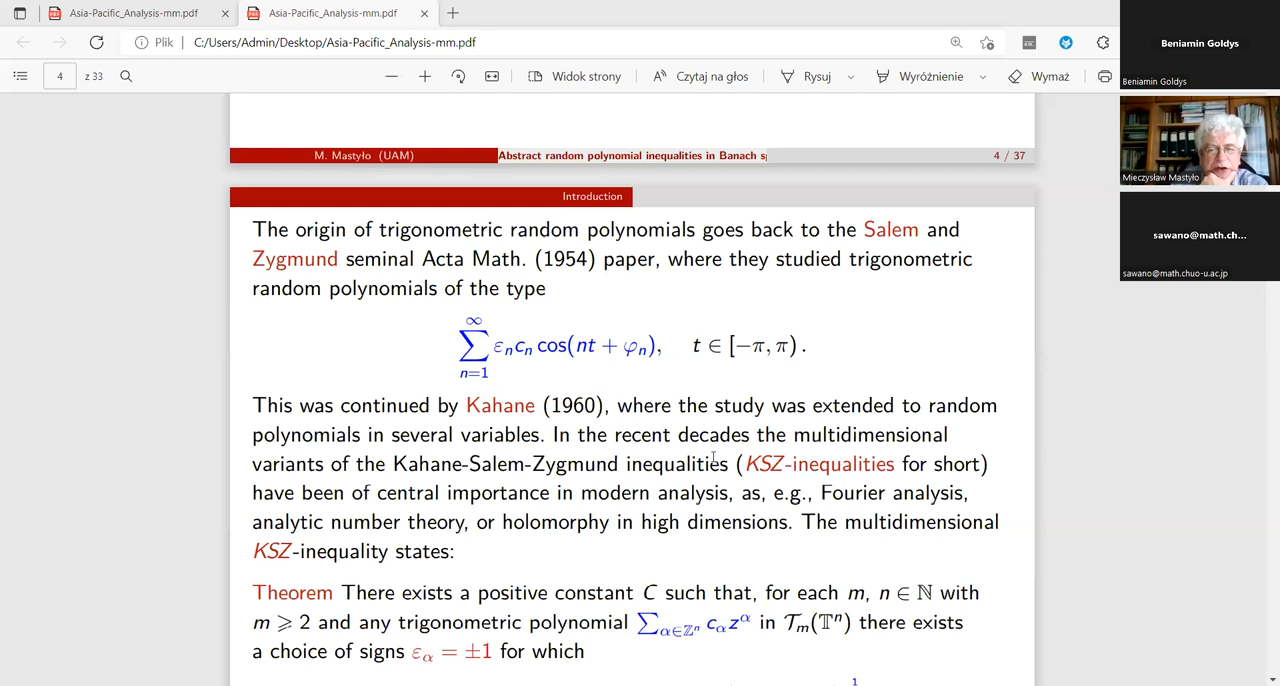 Asia-Pacific_Analysis-mm.pdf
Asia-Pacific_Analysis-mm.pdf
Plik C:/Users/Admin/Desktop/Asia-Pacific_Analysis-mm.pdf
4 z 33 Widok strony Czytaj na głos Rysuj Wyróżnienie Wymaż
Beniamin Goldys
Beniamin Goldys
Mieczysław Mastyło
sawano@math.ch...
sawano@math.chuo-u.ac.jp
M. Mastyło (UAM) Abstract random polynomial inequalities in Banach sp 4 / 37
Introduction
The origin of trigonometric random polynomials goes back to the Salem and
Zygmund seminal Acta Math. (1954) paper, where they studied trigonometric
random polynomials of the type
∑_{n=1}^{∞} ε_n c_n cos(nt + φ_n), t ∈ [−π, π) .
This was continued by Kahane (1960), where the study was extended to random
polynomials in several variables. In the recent decades the multidimensional
variants of the Kahane-Salem-Zygmund inequalities (KSZ-inequalities for short)
have been of central importance in modern analysis, as, e.g., Fourier analysis,
analytic number theory, or holomorphy in high dimensions. The multidimensional
KSZ-inequality states:
Theorem There exists a positive constant C such that, for each m, n ∈ ℕ with
m ⩾ 2 and any trigonometric polynomial ∑_{α∈ℤ^n} c_α z^α in 𝒯_m(𝕋^n) there exists
a choice of signs ε_α = ±1 for which
1